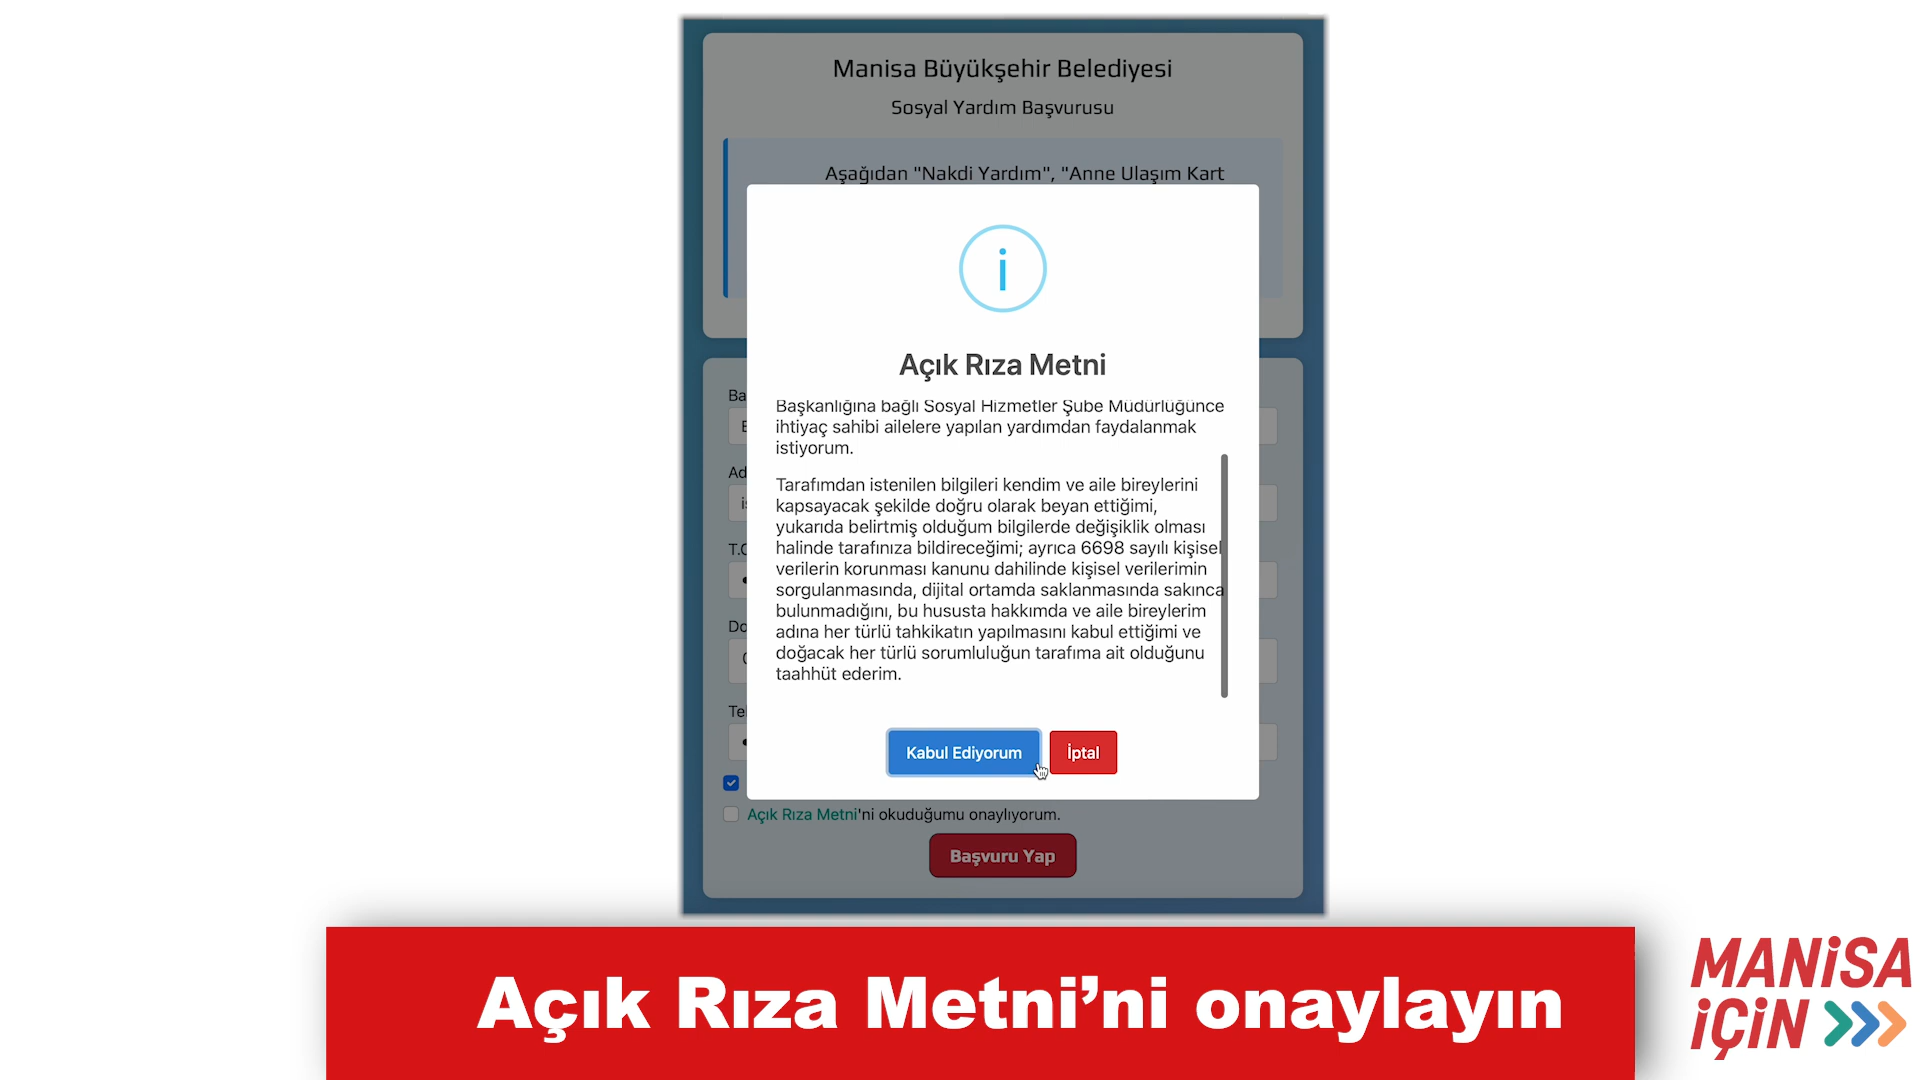 Manisa Büyükşehir Belediyesi
Sosyal Yardım Başvurusu
Aşağıdan "Nakdi Yardım", "Anne Ulaşım Kart
i
Açık Rıza Metni
Başkanlığına bağlı Sosyal Hizmetler Şube Müdürlüğünce
ihtiyaç sahibi ailelere yapılan yardımdan faydalanmak
istiyorum.
Tarafımdan istenilen bilgileri kendim ve aile bireylerini
kapsayacak şekilde doğru olarak beyan ettiğimi,
yukarıda belirtmiş olduğum bilgilerde değişiklik olması
halinde tarafınıza bildireceğimi; ayrıca 6698 sayılı kişisel
verilerin korunması kanunu dahilinde kişisel verilerimin
sorgulanmasında, dijital ortamda saklanmasında sakınca
bulunmadığını, bu hususta hakkımda ve aile bireylerim
adına her türlü tahkikatın yapılmasını kabul ettiğimi ve
doğacak her türlü sorumluluğun tarafıma ait olduğunu
taahhüt ederim.
Kabul Ediyorum İptal
Ba
Ad
T.C
Do
Te
Açık Rıza Metni'ni okuduğumu onaylıyorum.
Başvuru Yap
Açık Rıza Metni’ni onaylayın
MANİSA
İÇİN